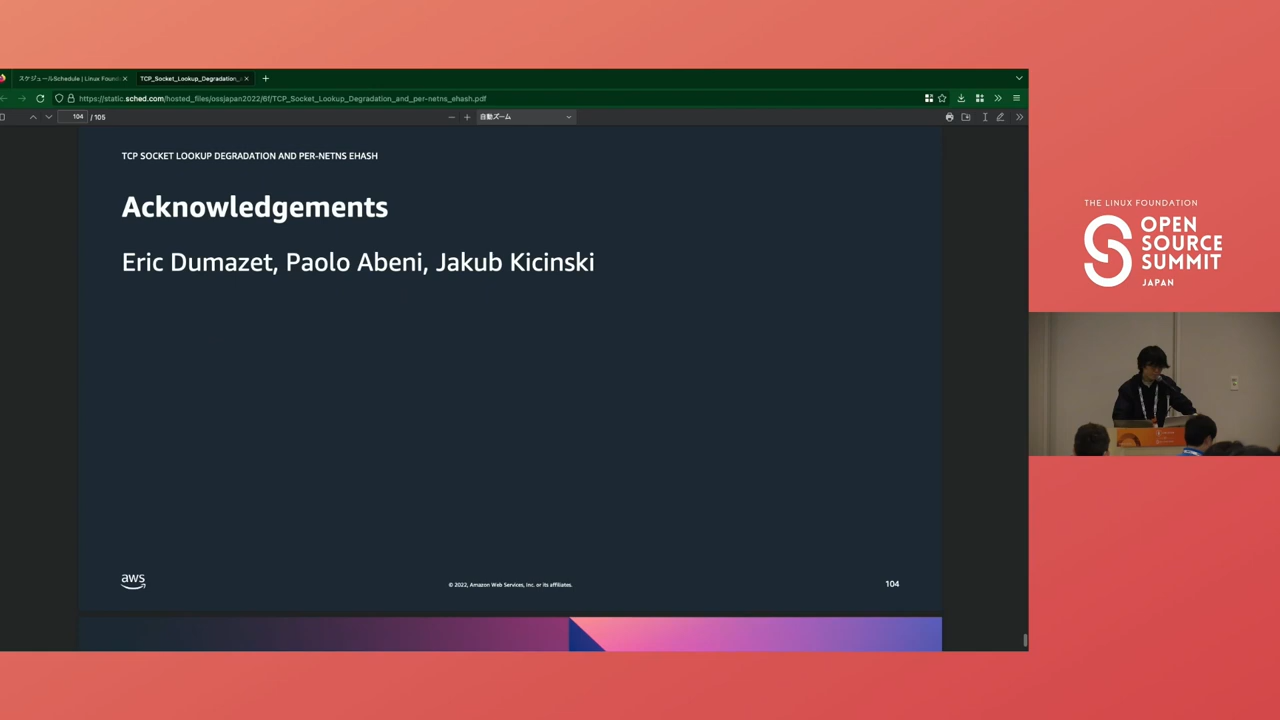 スケジュールSchedule | Linux Found
TCP_Socket_Lookup_Degradation_
https://static.sched.com/hosted_files/ossjapan2022/6f/TCP_Socket_Lookup_Degradation_and_per-netns_ehash.pdf
104 / 105
自動ズーム
TCP SOCKET LOOKUP DEGRADATION AND PER-NETNS EHASH
Acknowledgements
Eric Dumazet, Paolo Abeni, Jakub Kicinski
aws
© 2022, Amazon Web Services, Inc. or its affiliates.
104
THE LINUX FOUNDATION
OPEN
SOURCE
SUMMIT
JAPAN